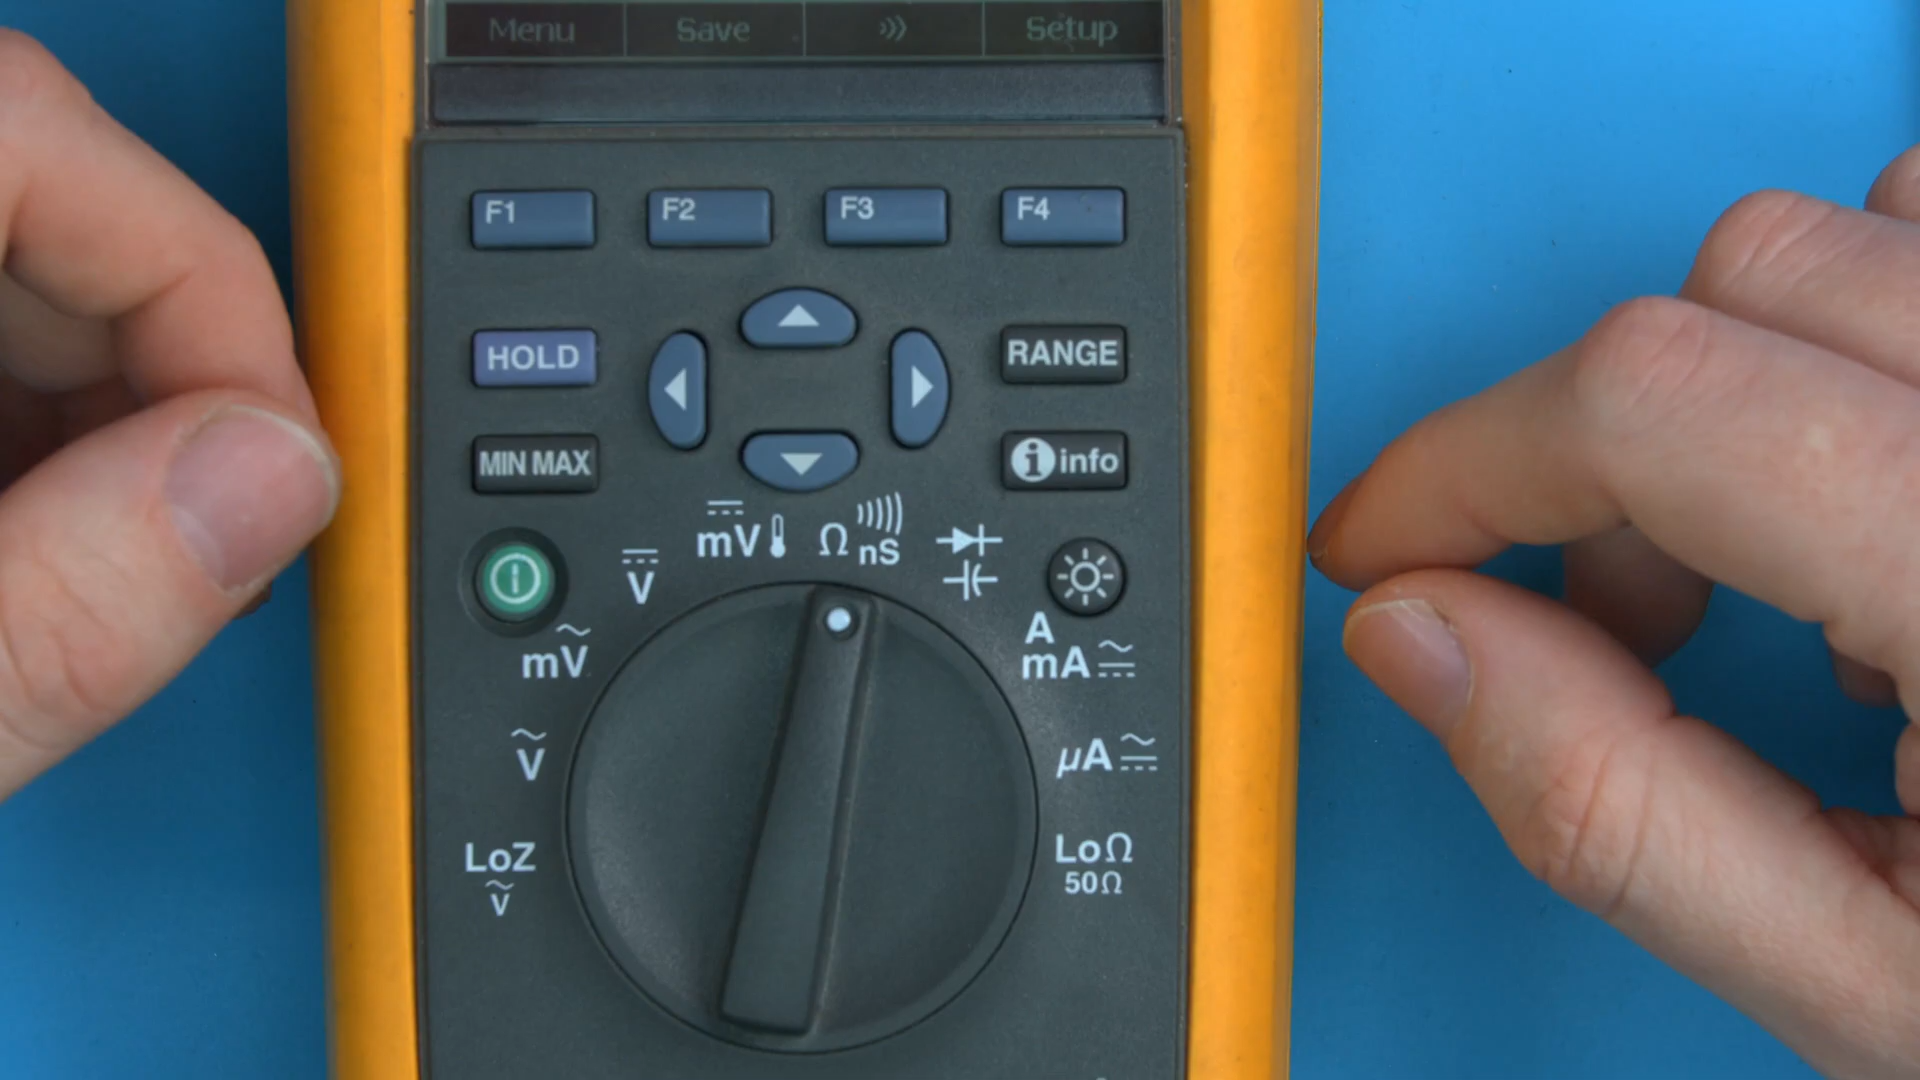 Menu Save Setup
F1 F2 F3 F4
HOLD RANGE
MIN MAX info
mV Ω nS
V
mV A
mA
V µA
LoZ LoΩ
V 50Ω